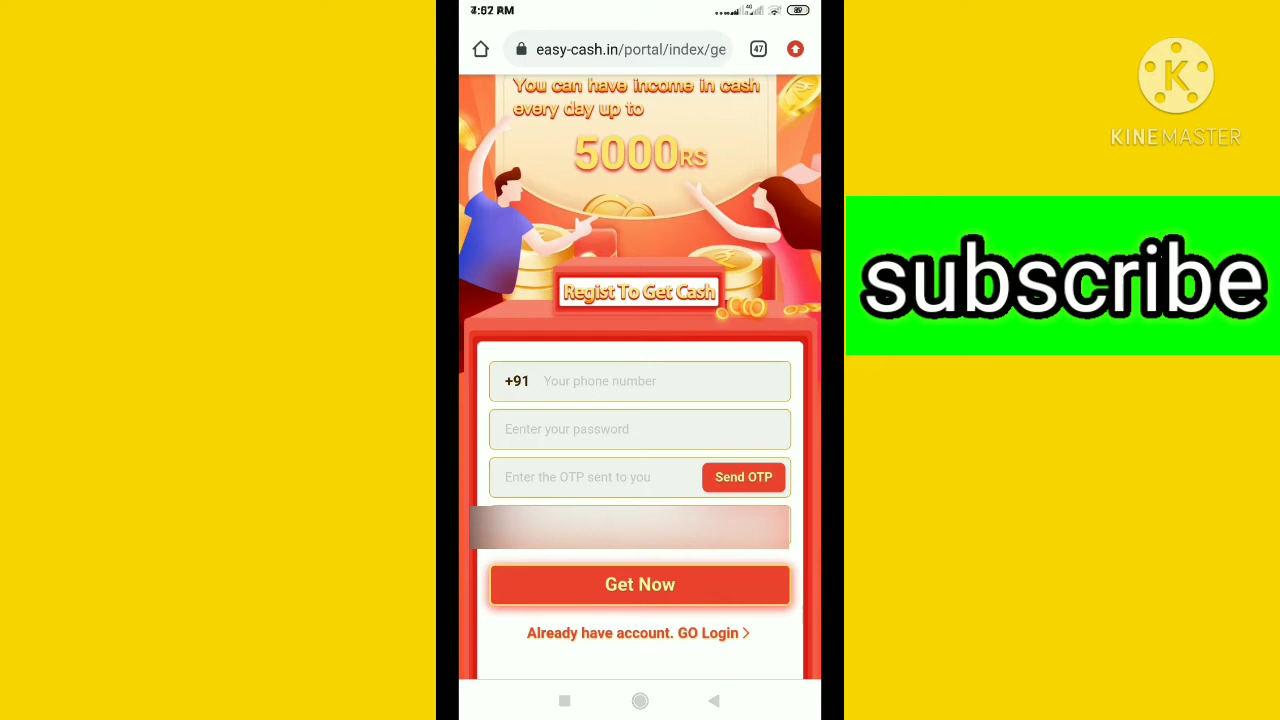 PM
easy-cash.in/portal/index/ge
47
You can have income in cash
every day up to
5000RS
Regist To Get Cash
+91 Your phone number
Eenter your password
Enter the OTP sent to you Send OTP
Get Now
Already have account. GO Login >
K
KINEMASTER
subscribe